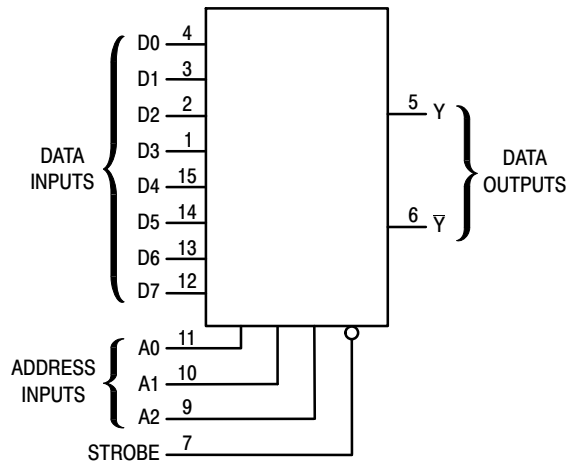 D0 4
D1 3
D2 2
D3 1
D4 15
D5 14
D6 13
D7 12
DATA
INPUTS
5 Y
6 Y̅
DATA
OUTPUTS
A0 11
A1 10
A2 9
ADDRESS
INPUTS
STROBE 7